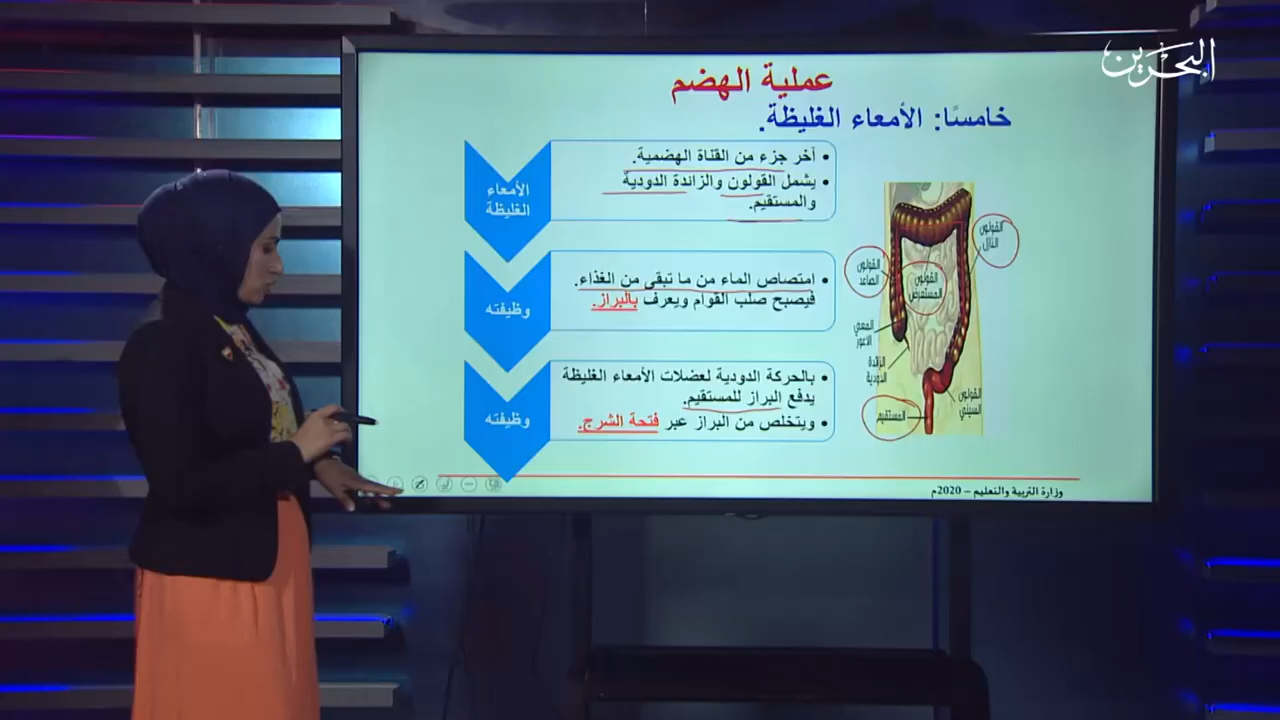 البحرين
عملية الهضم
خامسًا: الأمعاء الغليظة.
الأمعاء
الغليظة
• آخر جزء من القناة الهضمية.
• يشمل القولون والزائدة الدودية
والمستقيم.
وظيفته
• امتصاص الماء من ما تبقى من الغذاء.
فيصبح صلب القوام ويعرف بالبراز.
وظيفته
• بالحركة الدودية لعضلات الأمعاء الغليظة
يدفع البراز للمستقيم.
• ويتخلص من البراز عبر فتحة الشرج.
القولون
النازل
القولون
الصاعد
القولون
المستعرض
المعي
الاعور
الزائدة
الدودية
القولون
السيني
المستقيم
وزارة التربية والتعليم – 2020م